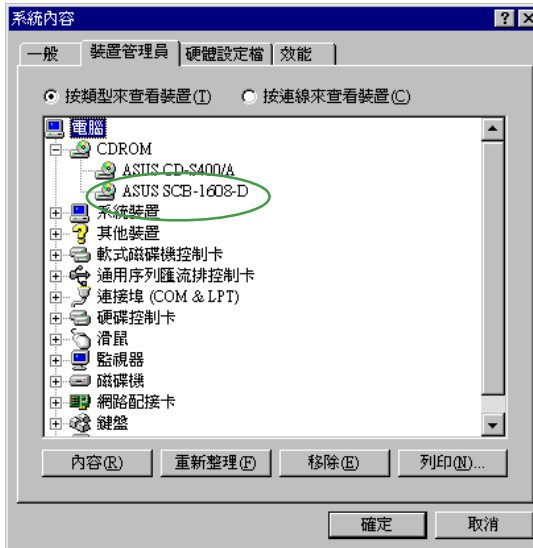 系統內容
一般 裝置管理員 硬體設定檔 效能
按類型來查看裝置(T) 按連線來查看裝置(C)
電腦
CDROM
ASUS CD-S400/A
ASUS SCB-1608-D
系統裝置
其他裝置
軟式磁碟機控制卡
通用序列匯流排控制卡
連接埠 (COM & LPT)
硬碟控制卡
滑鼠
監視器
磁碟機
網路配接卡
鍵盤
內容(R) 重新整理(F) 移除(E) 列印(N)...
確定 取消